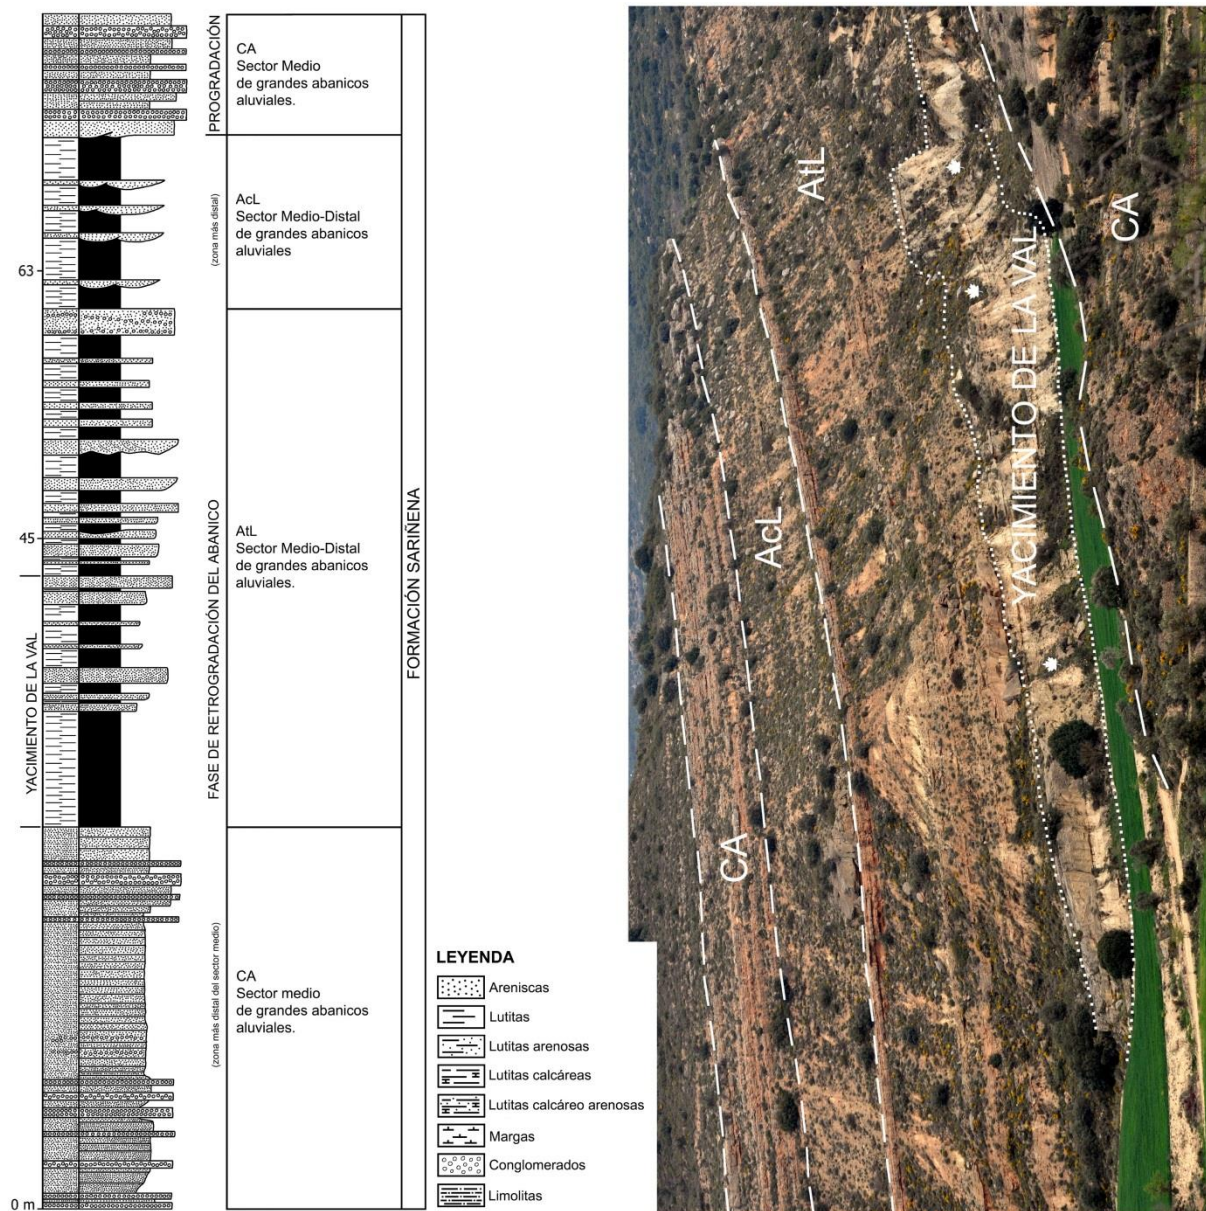 63
45
0 m
YACIMIENTO DE LA VAL
PROGRADACIÓN
FASE DE RETROGRADACIÓN DEL ABANICO
(zona más distal)
(zona más distal del sector medio)
CA
Sector Medio
de grandes abanicos
aluviales.
AcL
Sector Medio-Distal
de grandes abanicos
aluviales
AtL
Sector Medio-Distal
de grandes abanicos
aluviales.
CA
Sector medio
de grandes abanicos
aluviales.
FORMACIÓN SARIÑENA
LEYENDA
Areniscas
Lutitas
Lutitas arenosas
Lutitas calcáreas
Lutitas calcáreo arenosas
Margas
Conglomerados
Limolitas
CA
AcL
AtL
YACIMIENTO DE LA VAL
CA